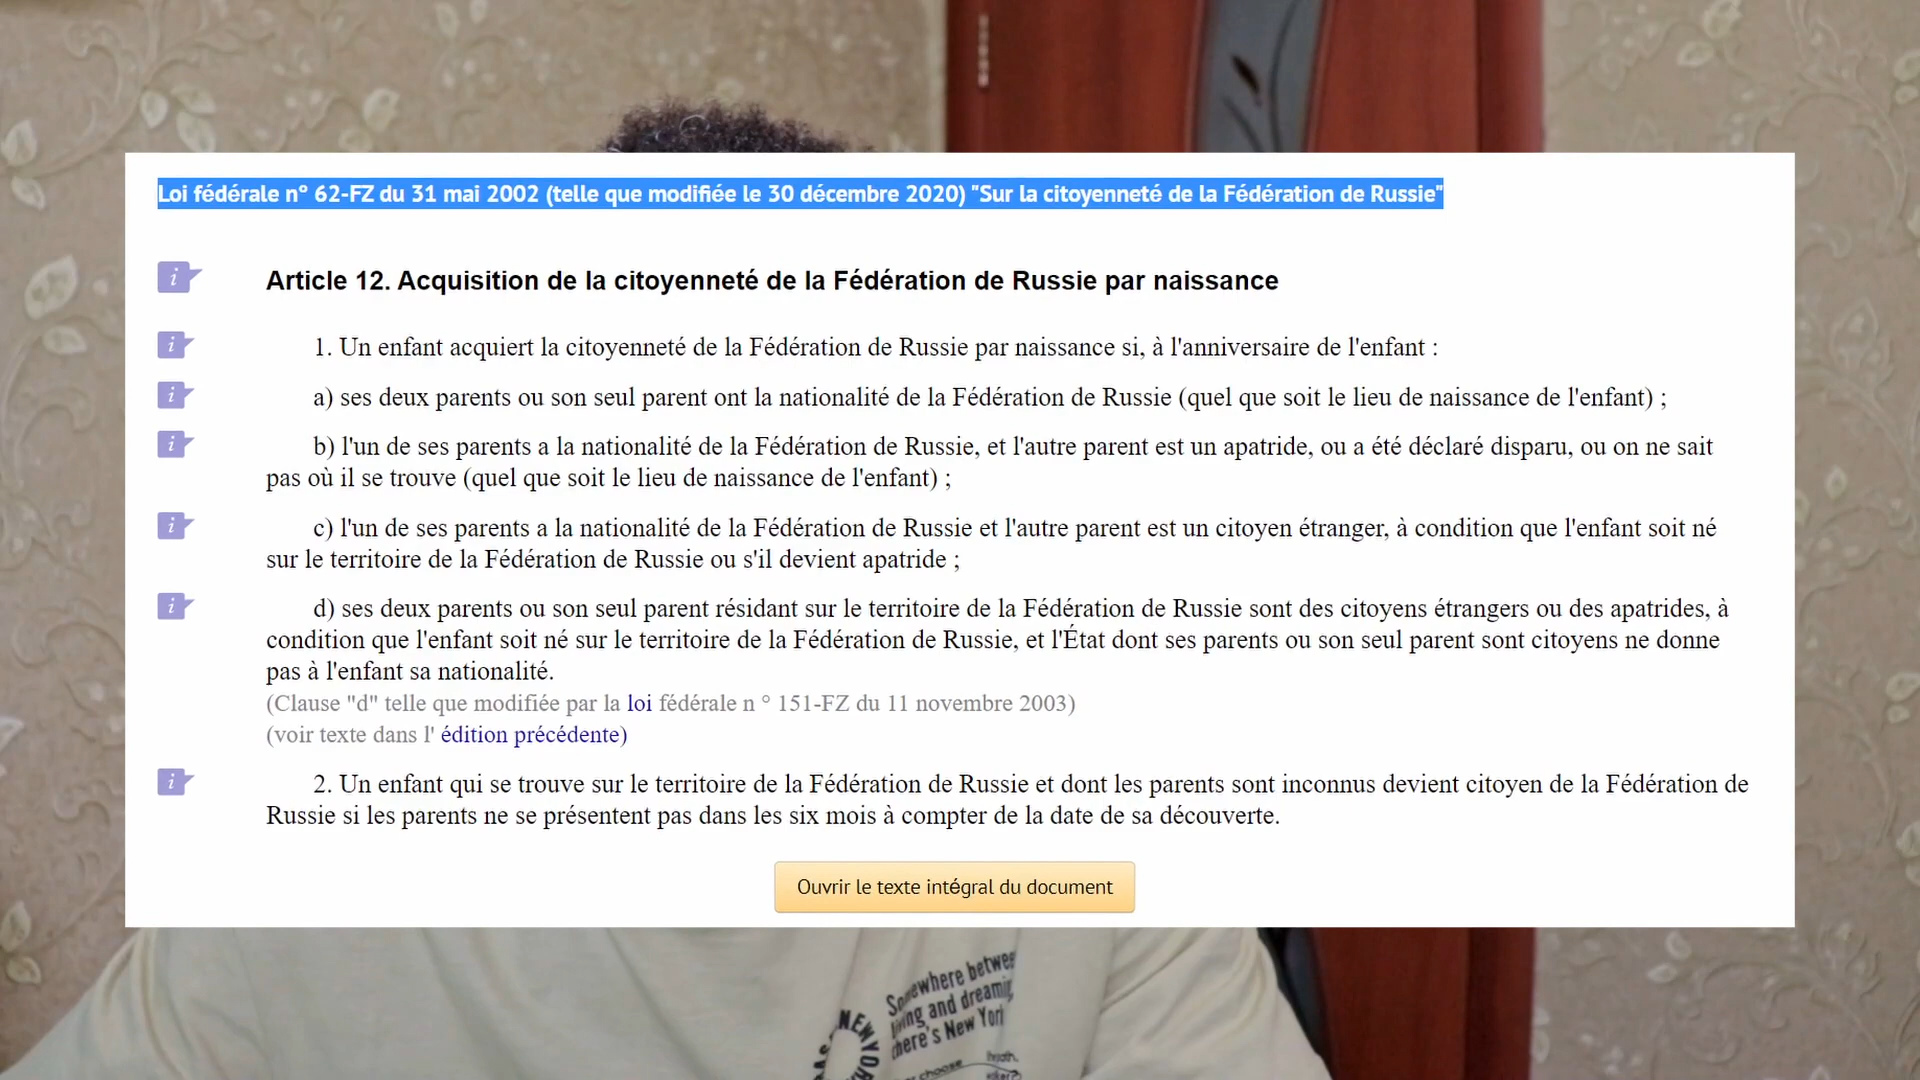 Loi fédérale n° 62-FZ du 31 mai 2002 (telle que modifiée le 30 décembre 2020) "Sur la citoyenneté de la Fédération de Russie"
Article 12. Acquisition de la citoyenneté de la Fédération de Russie par naissance
1. Un enfant acquiert la citoyenneté de la Fédération de Russie par naissance si, à l'anniversaire de l'enfant :
a) ses deux parents ou son seul parent ont la nationalité de la Fédération de Russie (quel que soit le lieu de naissance de l'enfant) ;
b) l'un de ses parents a la nationalité de la Fédération de Russie, et l'autre parent est un apatride, ou a été déclaré disparu, ou on ne sait
pas où il se trouve (quel que soit le lieu de naissance de l'enfant) ;
c) l'un de ses parents a la nationalité de la Fédération de Russie et l'autre parent est un citoyen étranger, à condition que l'enfant soit né
sur le territoire de la Fédération de Russie ou s'il devient apatride ;
d) ses deux parents ou son seul parent résidant sur le territoire de la Fédération de Russie sont des citoyens étrangers ou des apatrides, à
condition que l'enfant soit né sur le territoire de la Fédération de Russie, et l'État dont ses parents ou son seul parent sont citoyens ne donne
pas à l'enfant sa nationalité.
(Clause "d" telle que modifiée par la loi fédérale n ° 151-FZ du 11 novembre 2003)
(voir texte dans l' édition précédente)
2. Un enfant qui se trouve sur le territoire de la Fédération de Russie et dont les parents sont inconnus devient citoyen de la Fédération de
Russie si les parents ne se présentent pas dans les six mois à compter de la date de sa découverte.
Ouvrir le texte intégral du document
Somewhere between
living and dreaming
there's New York
NEW YOR
choose